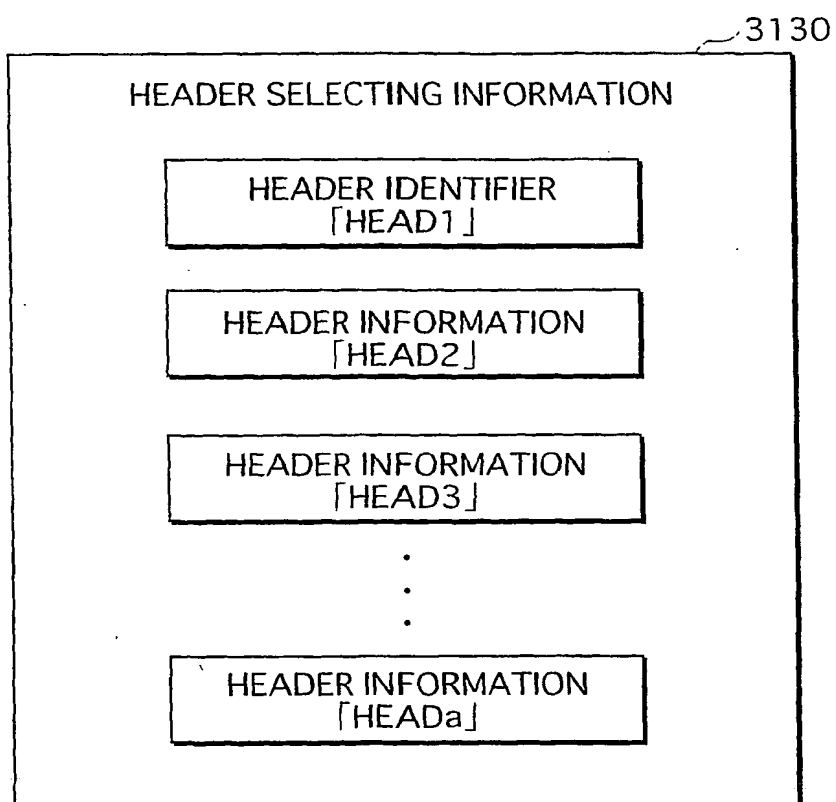 3130
HEADER SELECTING INFORMATION
HEADER IDENTIFIER
｢HEAD1｣
HEADER INFORMATION
｢HEAD2｣
HEADER INFORMATION
｢HEAD3｣
HEADER INFORMATION
｢HEADa｣